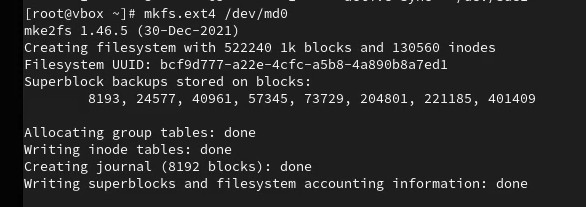 [root@vbox ~]# mkfs.ext4 /dev/md0
mke2fs 1.46.5 (30-Dec-2021)
Creating filesystem with 522240 1k blocks and 130560 inodes
Filesystem UUID: bcf9d777-a22e-4cfc-a5b8-4a890b8a7ed1
Superblock backups stored on blocks:
        8193, 24577, 40961, 57345, 73729, 204801, 221185, 401409

Allocating group tables: done
Writing inode tables: done
Creating journal (8192 blocks): done
Writing superblocks and filesystem accounting information: done